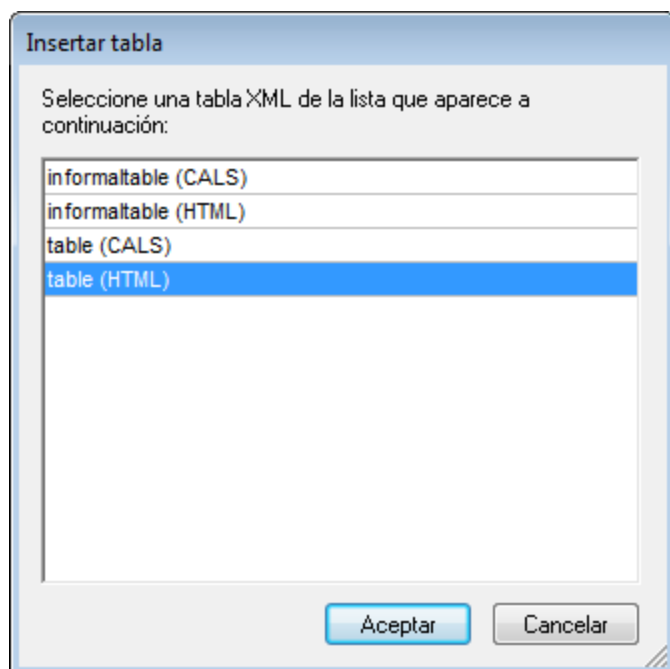 Insertar tabla
Seleccione una tabla XML de la lista que aparece a
continuación:
informaltable (CALS)
informaltable (HTML)
table (CALS)
table (HTML)
Aceptar
Cancelar